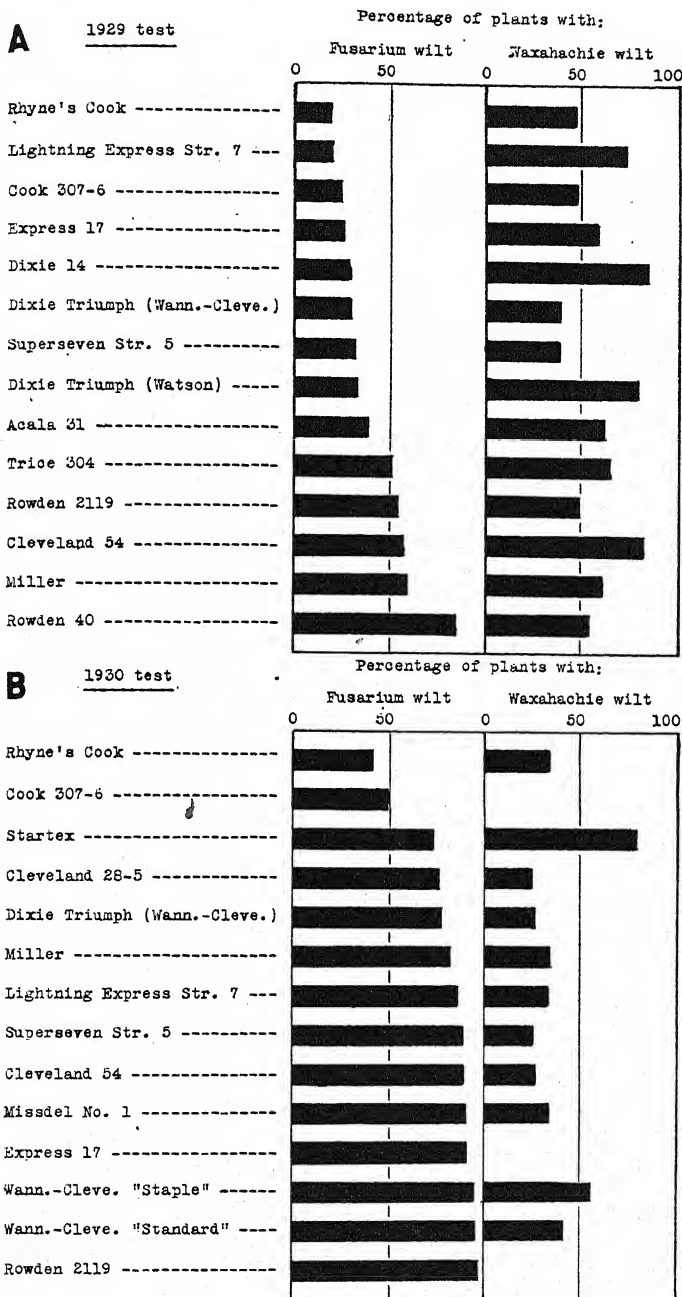 A 1929 test
Percentage of plants with:
Fusarium wilt Waxahachie wilt
0 50 0 50 100
Rhyne's Cook --------------
Lightning Express Str. 7 ---
Cook 307-6 -----------------
Express 17 -----------------
Dixie 14 -------------------
Dixie Triumph (Wann.-Cleve.)
Superseven Str. 5 ----------
Dixie Triumph (Watson) -----
Acala 31 -------------------
Trice 304 ------------------
Rowden 2119 ----------------
Cleveland 54 ---------------
Miller ---------------------
Rowden 40 ------------------
B 1930 test
Percentage of plants with:
Fusarium wilt Waxahachie wilt
0 50 0 50 100
Rhyne's Cook ---------------
Cook 307-6 -----------------
Startex --------------------
Cleveland 28-5 -------------
Dixie Triumph (Wann.-Cleve.)
Miller ---------------------
Lightning Express Str. 7 ---
Superseven Str. 5 ----------
Cleveland 54 ---------------
Missdel No. 1 --------------
Express 17 -----------------
Wann.-Cleve. "Staple" ------
Wann.-Cleve. "Standard" ----
Rowden 2119 ----------------